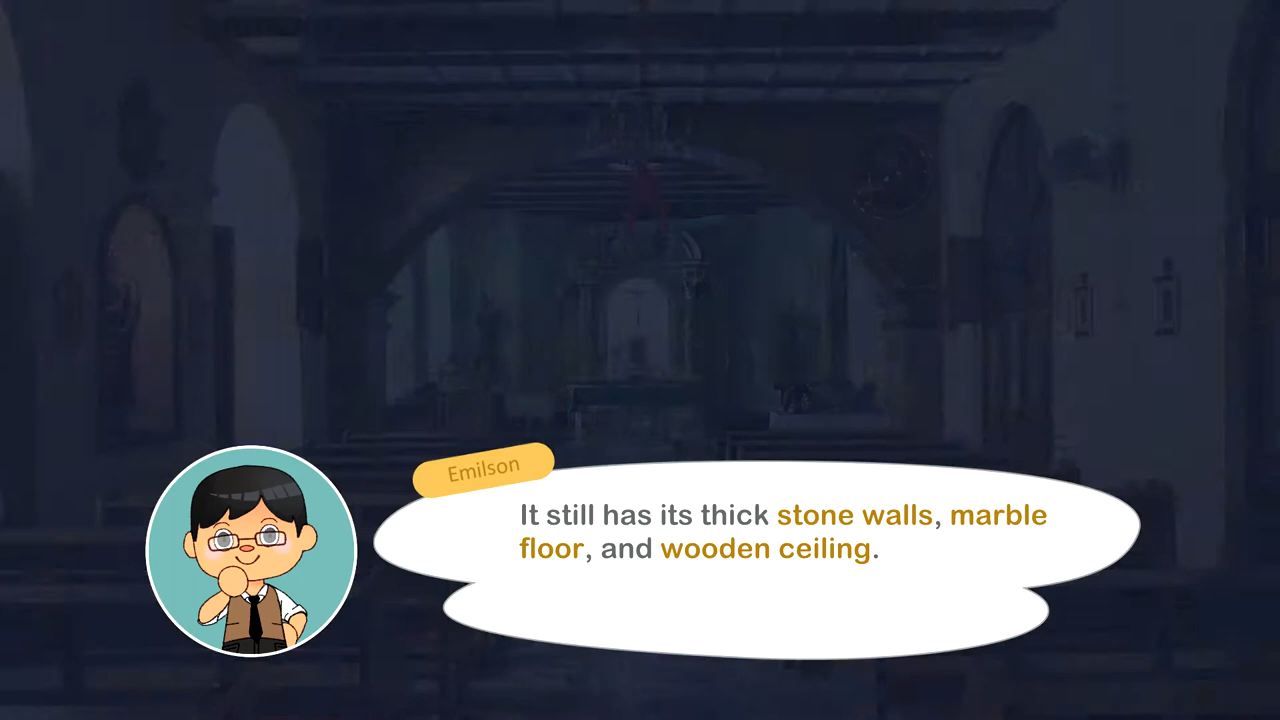 Emilson
It still has its thick stone walls, marble
floor, and wooden ceiling.